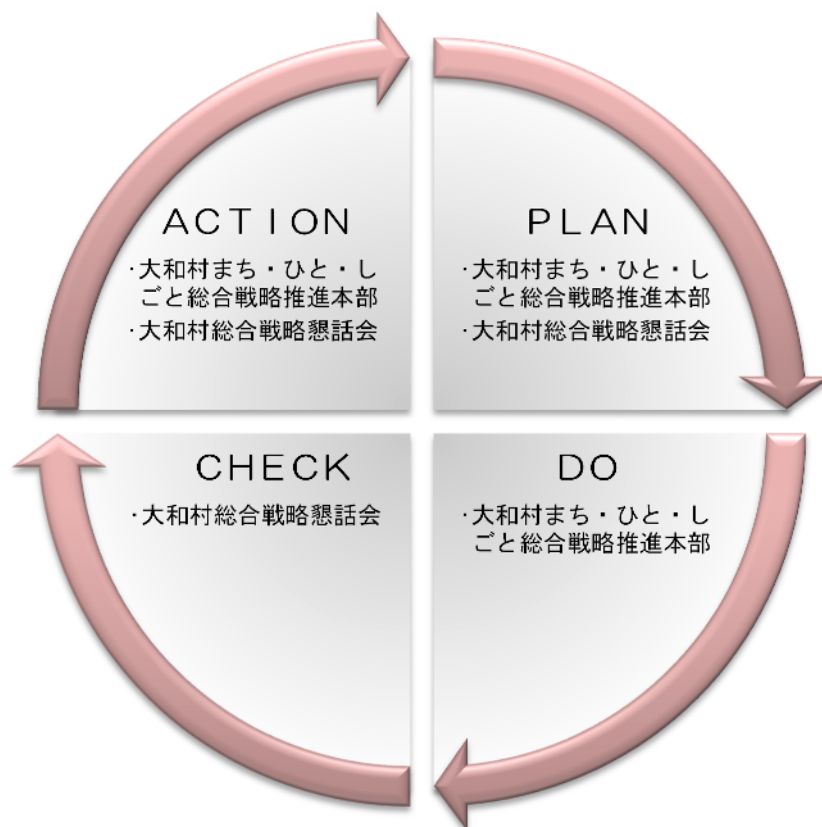 ACTION
・大和村まち・ひと・し
ごと総合戦略推進本部
・大和村総合戦略懇話会
PLAN
・大和村まち・ひと・し
ごと総合戦略推進本部
・大和村総合戦略懇話会
CHECK
・大和村総合戦略懇話会
DO
・大和村まち・ひと・し
ごと総合戦略推進本部